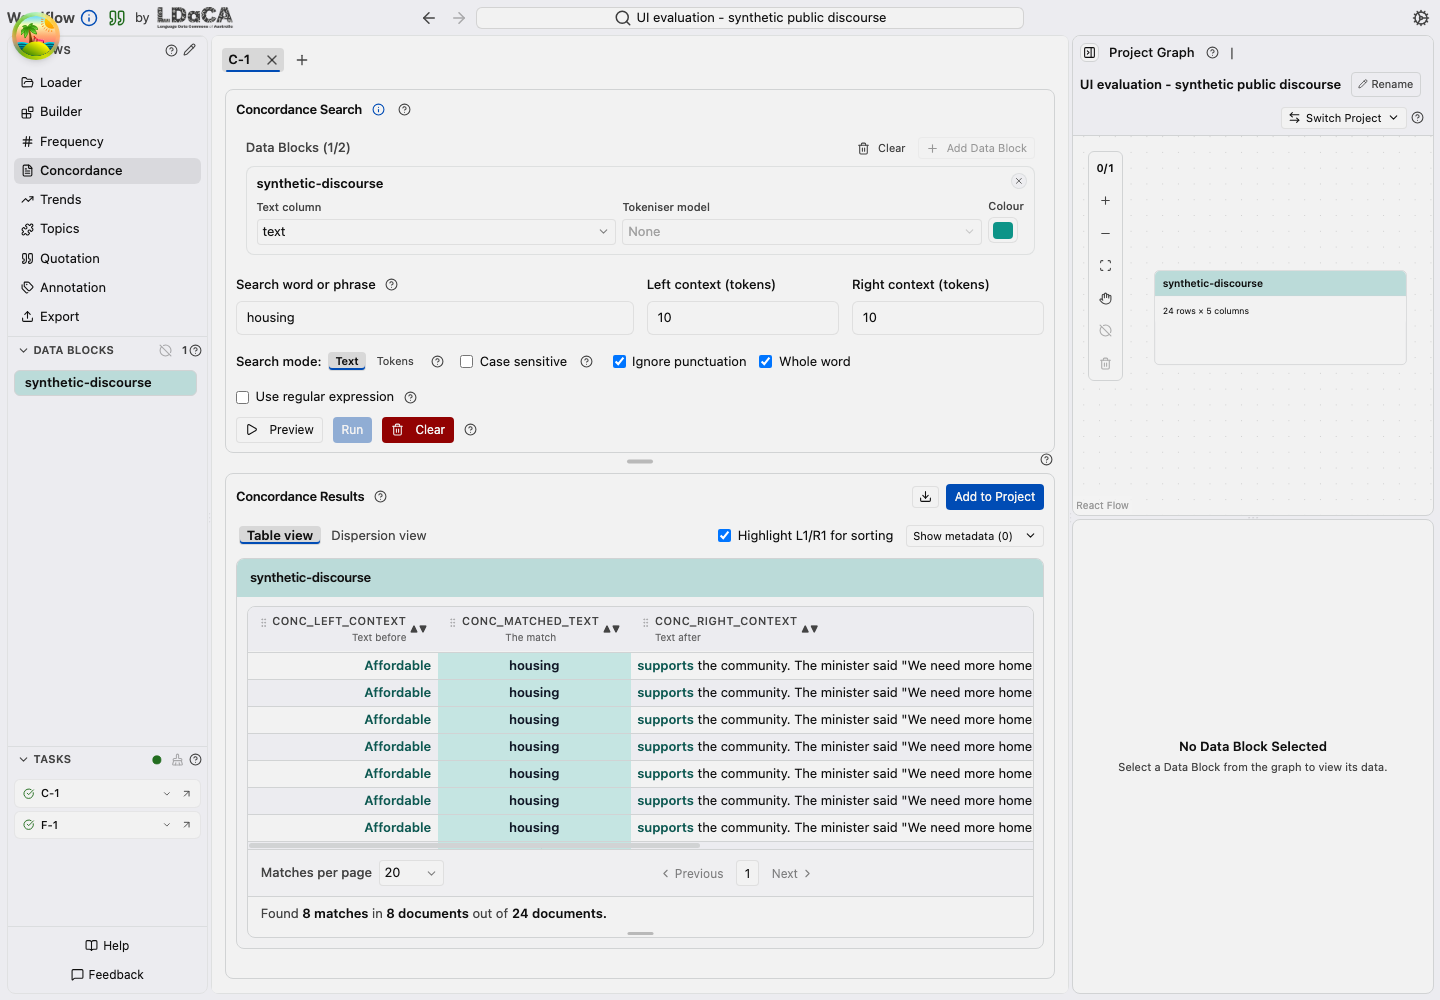 by LDaCA
UI evaluation - synthetic public discourse
Loader
Builder
Frequency
Concordance
Trends
Topics
Quotation
Annotation
Export
DATA BLOCKS 1
synthetic-discourse
TASKS
C-1
F-1
Help
Feedback
C-1
Concordance Search
Data Blocks (1/2)
Clear
Add Data Block
synthetic-discourse
Text column
Tokeniser model
Colour
text
None
Search word or phrase
Left context (tokens)
Right context (tokens)
housing
10
10
Search mode: Text Tokens Case sensitive Ignore punctuation Whole word
Use regular expression
Preview Run Clear
Concordance Results
Add to Project
Table view Dispersion view
Highlight L1/R1 for sorting
Show metadata (0)
synthetic-discourse
CONC_LEFT_CONTEXT ▲▼ CONC_MATCHED_TEXT ▲▼ CONC_RIGHT_CONTEXT ▲▼
Text before The match Text after
Affordable housing supports the community. The minister said "We need more home
Affordable housing supports the community. The minister said "We need more home
Affordable housing supports the community. The minister said "We need more home
Affordable housing supports the community. The minister said "We need more home
Affordable housing supports the community. The minister said "We need more home
Affordable housing supports the community. The minister said "We need more home
Affordable housing supports the community. The minister said "We need more home
Matches per page 20
Previous 1 Next
Found 8 matches in 8 documents out of 24 documents.
Project Graph
UI evaluation - synthetic public discourse
Rename
Switch Project
0/1
synthetic-discourse
24 rows × 5 columns
React Flow
No Data Block Selected
Select a Data Block from the graph to view its data.